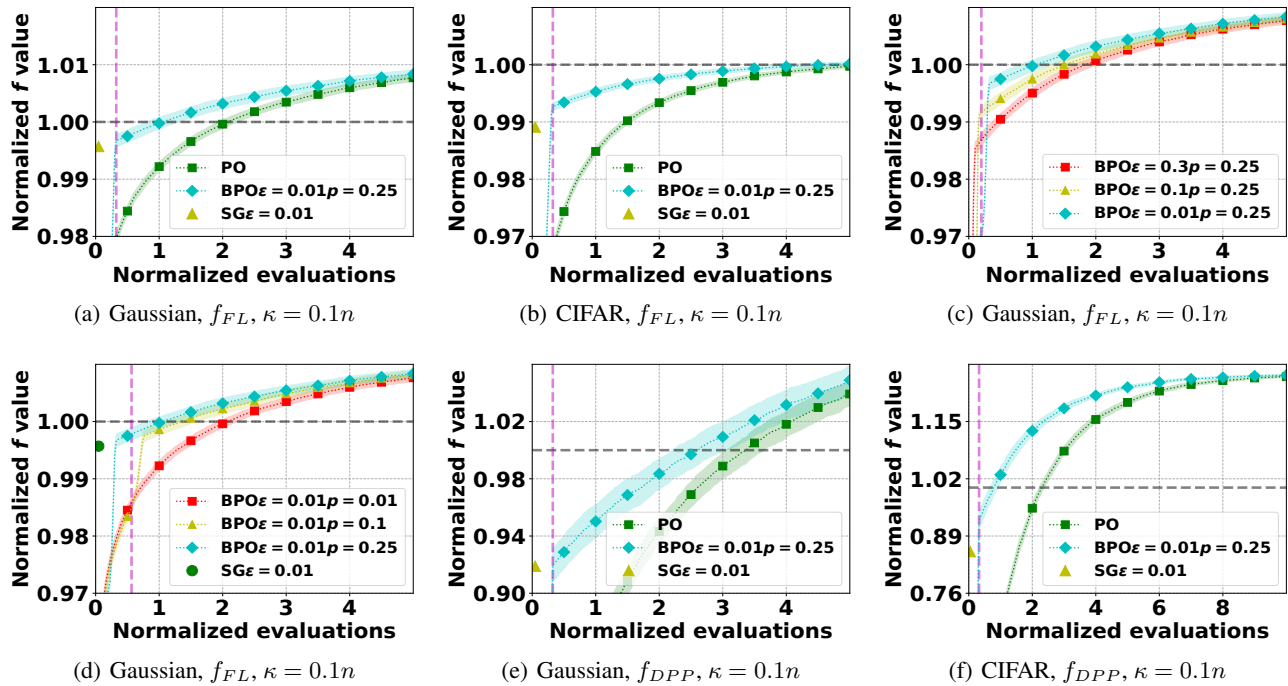 Normalized f value
1.01
1.00
0.99
0.98
PO
BPOε = 0.01p = 0.25
SGε = 0.01
0 1 2 3 4
Normalized evaluations
(a) Gaussian, f_FL, κ = 0.1n
Normalized f value
1.00
0.99
0.98
0.97
PO
BPOε = 0.01p = 0.25
SGε = 0.01
0 1 2 3 4
Normalized evaluations
(b) CIFAR, f_FL, κ = 0.1n
Normalized f value
1.00
0.99
0.98
0.97
BPOε = 0.3p = 0.25
BPOε = 0.1p = 0.25
BPOε = 0.01p = 0.25
0 1 2 3 4
Normalized evaluations
(c) Gaussian, f_FL, κ = 0.1n
Normalized f value
1.00
0.99
0.98
0.97
BPOε = 0.01p = 0.01
BPOε = 0.01p = 0.1
BPOε = 0.01p = 0.25
SGε = 0.01
0 1 2 3 4
Normalized evaluations
(d) Gaussian, f_FL, κ = 0.1n
Normalized f value
1.02
0.98
0.94
0.90
PO
BPOε = 0.01p = 0.25
SGε = 0.01
0 1 2 3 4
Normalized evaluations
(e) Gaussian, f_DPP, κ = 0.1n
Normalized f value
1.15
1.02
0.89
0.76
PO
BPOε = 0.01p = 0.25
SGε = 0.01
0 2 4 6 8
Normalized evaluations
(f) CIFAR, f_DPP, κ = 0.1n